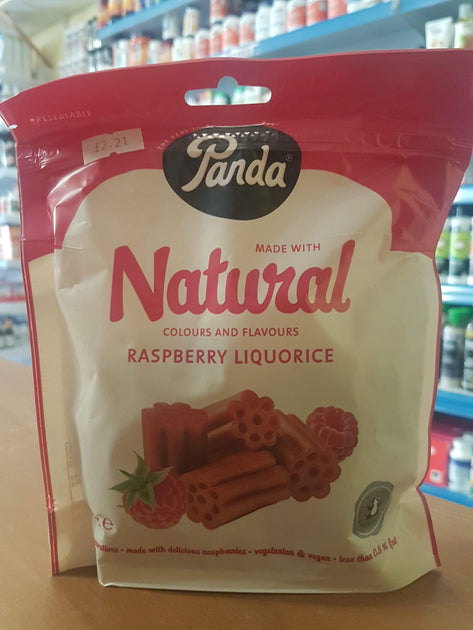 RESEALABLE
£2.21
Panda®
MADE WITH
Natural
COLOURS AND FLAVOURS
RASPBERRY LIQUORICE
e
• made with delicious raspberries • vegetarian & vegan • less than 0.5% fat